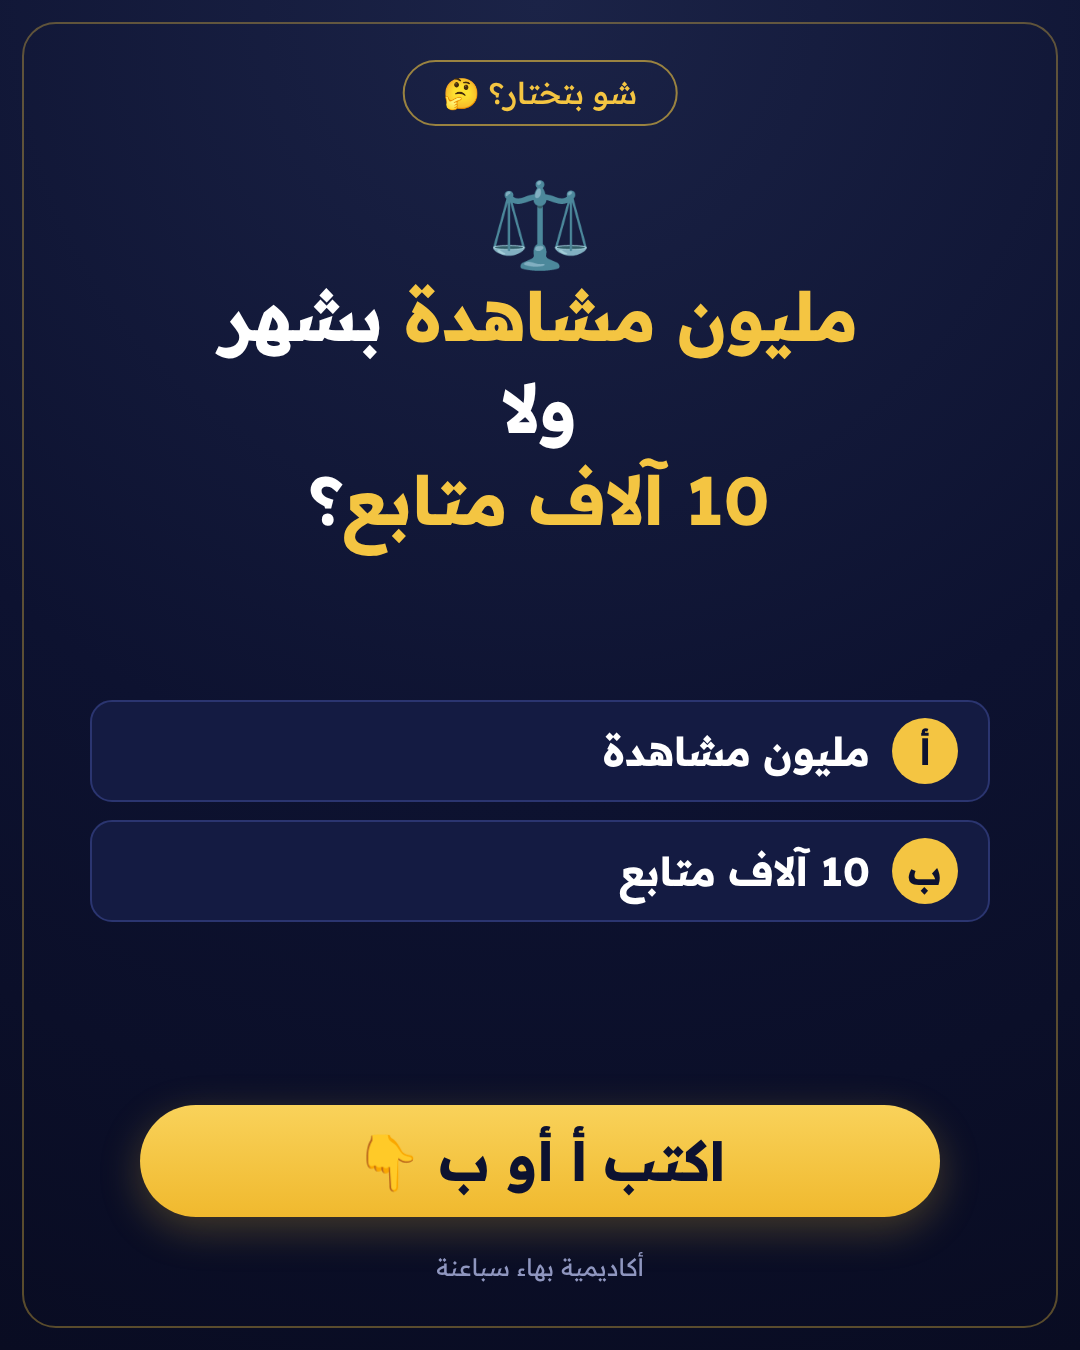 شو بتختار؟ 🤔
مليون مشاهدة بشهر
ولا
10 آلاف متابع؟
أ مليون مشاهدة
ب 10 آلاف متابع
اكتب أ أو ب 👇
أكاديمية بهاء سباعنة